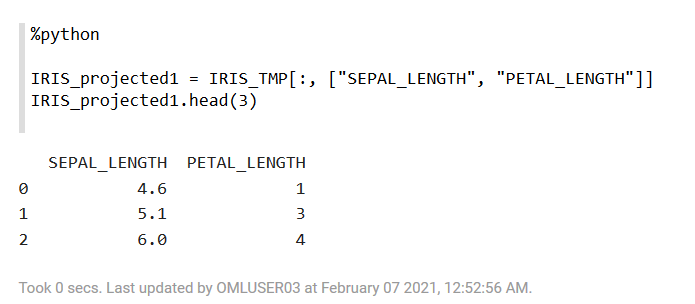 %python
IRIS_projected1 = IRIS_TMP[:, ["SEPAL_LENGTH", "PETAL_LENGTH"]]
IRIS_projected1.head(3)
SEPAL_LENGTH PETAL_LENGTH
0 4.6 1
1 5.1 3
2 6.0 4
Took 0 secs. Last updated by OMLUSER03 at February 07 2021, 12:52:56 AM.